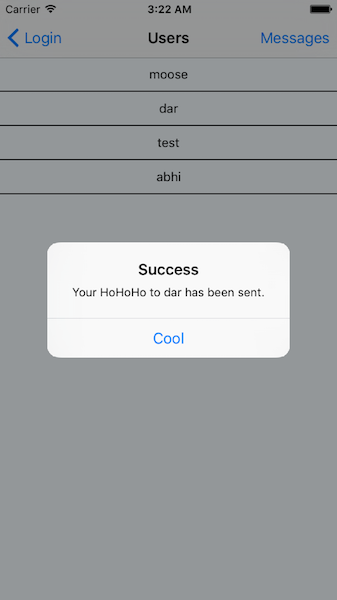 Carrier 3:22 AM
Login Users Messages
moose
dar
test
abhi
Success
Your HoHoHo to dar has been sent.
Cool